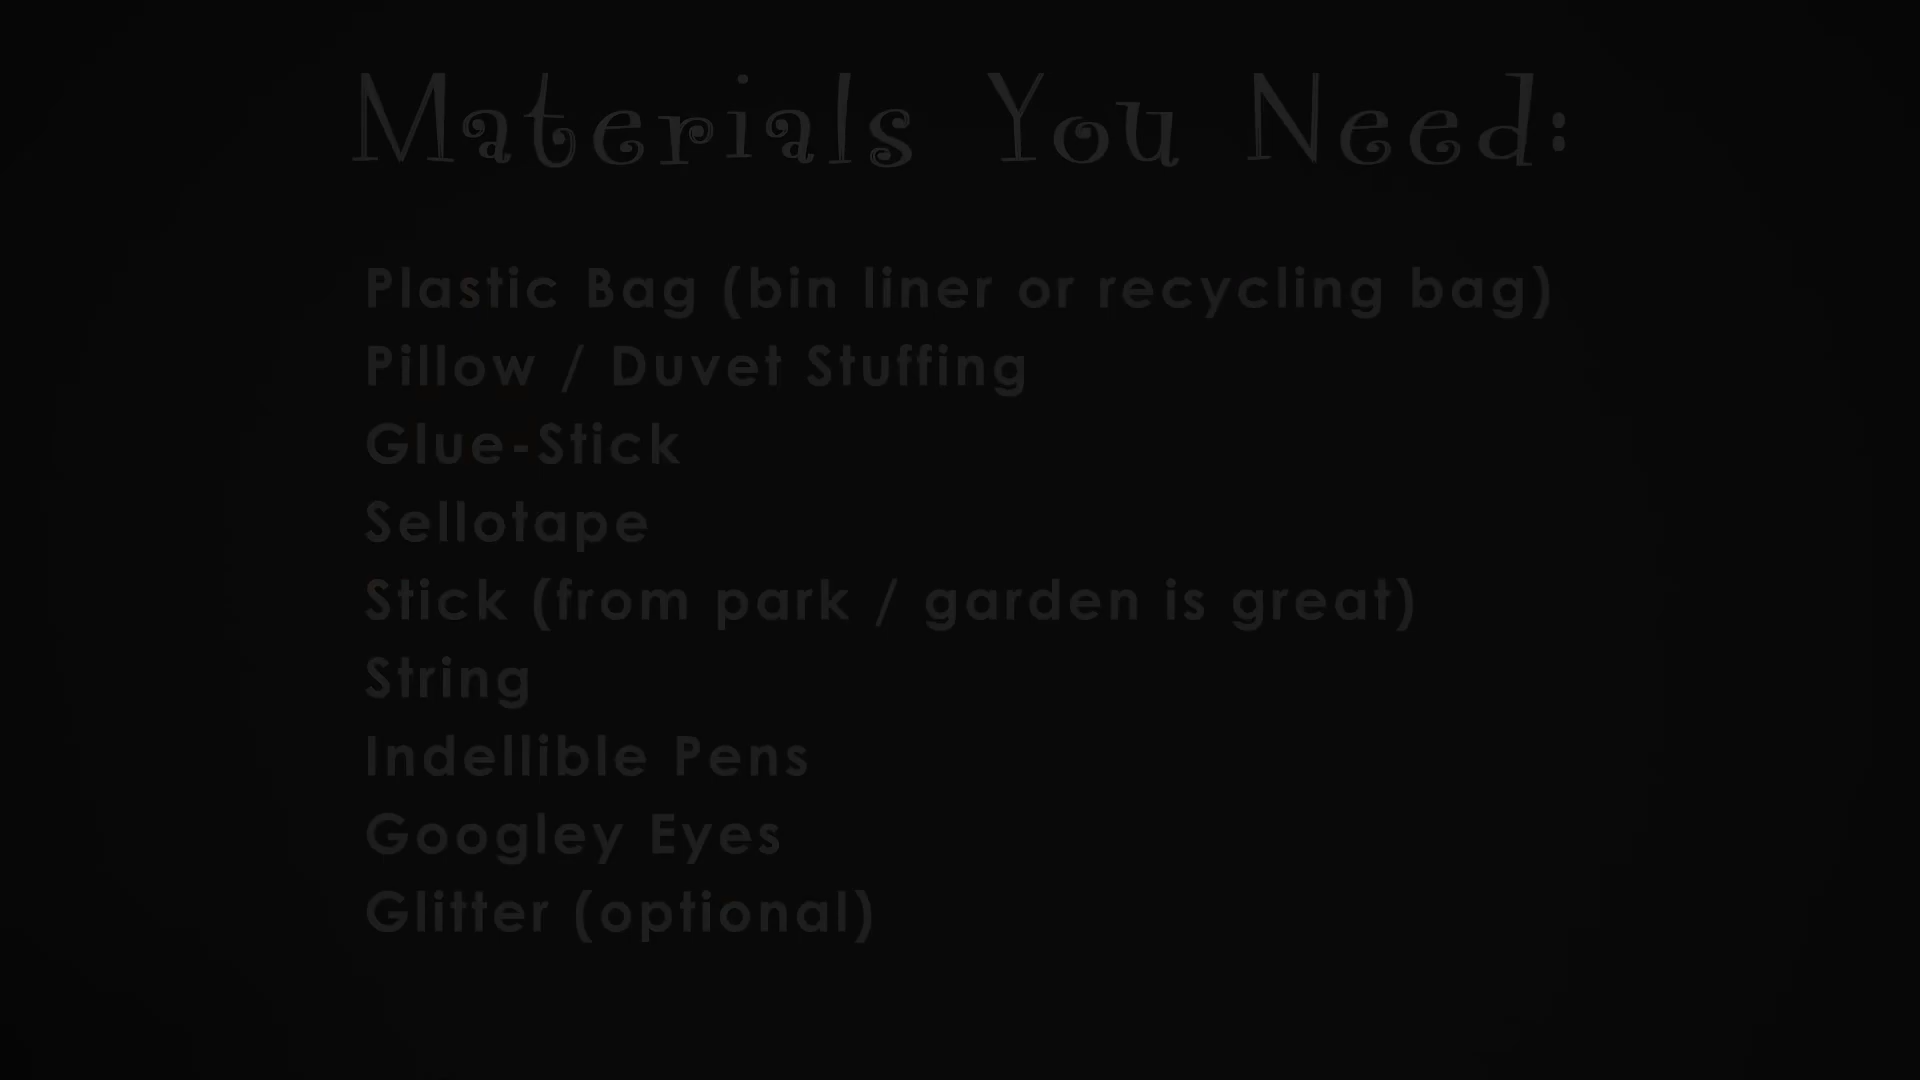 Materials You Need:
Plastic Bag (bin liner or recycling bag)
Pillow / Duvet Stuffing
Glue-Stick
Sellotape
Stick (from park / garden is great)
String
Indellible Pens
Googley Eyes
Glitter (optional)